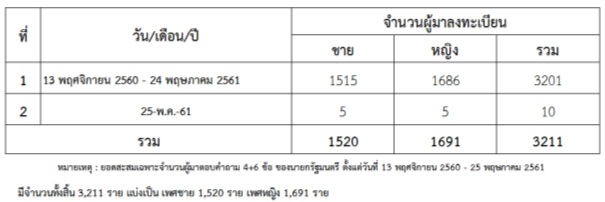 ที่ วัน/เดือน/ปี จำนวนผู้มาลงทะเบียน
ชาย หญิง รวม
1 13 พฤศจิกายน 2560 - 24 พฤษภาคม 2561 1515 1686 3201
2 25-พ.ค.-61 5 5 10
รวม 1520 1691 3211
หมายเหตุ : ยอดสะสมเฉพาะจำนวนผู้มาตอบคำถาม 4+6 ข้อ ของนายกรัฐมนตรี ตั้งแต่วันที่ 13 พฤศจิกายน 2560 - 25 พฤษภาคม 2561
มีจำนวนทั้งสิ้น 3,211 ราย แบ่งเป็น เพศชาย 1,520 ราย เพศหญิง 1,691 ราย